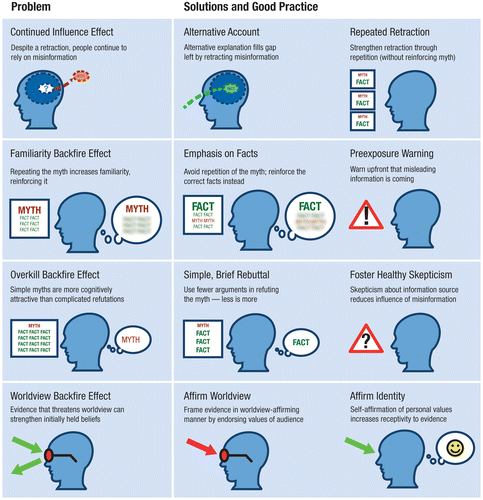 Problem
Solutions and Good Practice
Continued Influence Effect
Despite a retraction, people continue to
rely on misinformation
Alternative Account
Alternative explanation fills gap
left by retracting misinformation
Repeated Retraction
Strengthen retraction through
repetition (without reinforcing myth)
MYTH
FACT
MYTH
FACT
MYTH
FACT
Familiarity Backfire Effect
Repeating the myth increases familiarity,
reinforcing it
MYTH
FACT FACT
FACT FACT
FACT FACT
MYTH
Emphasis on Facts
Avoid repetition of the myth; reinforce the
correct facts instead
FACT
FACT FACT
MYTH MYTH
FACT FACT
FACT
Preexposure Warning
Warn upfront that misleading
information is coming
!
Overkill Backfire Effect
Simple myths are more cognitively
attractive than complicated refutations
MYTH
FACT FACT FACT
FACT FACT FACT
FACT FACT FACT
FACT FACT FACT
MYTH
Simple, Brief Rebuttal
Use fewer arguments in refuting
the myth — less is more
MYTH
FACT
FACT
FACT
FACT
Foster Healthy Skepticism
Skepticism about information source
reduces influence of misinformation
?
Worldview Backfire Effect
Evidence that threatens worldview can
strengthen initially held beliefs
Affirm Worldview
Frame evidence in worldview-affirming
manner by endorsing values of audience
Affirm Identity
Self-affirmation of personal values
increases receptivity to evidence